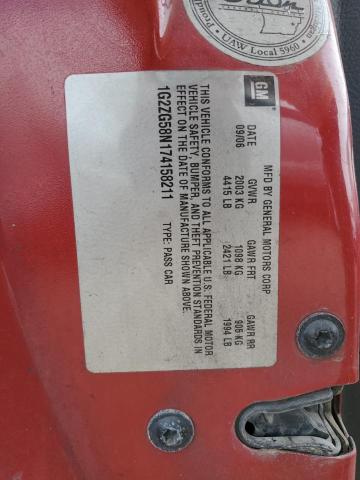 GM
MFD BY GENERAL MOTORS CORP
DATE GVWR GAWR FRT GAWR RR
09/06 2003 KG 1098 KG 905 KG
4415 LB 2421 LB 1994 LB
THIS VEHICLE CONFORMS TO ALL APPLICABLE U.S. FEDERAL MOTOR
VEHICLE SAFETY, BUMPER, AND THEFT PREVENTION STANDARDS IN
EFFECT ON THE DATE OF MANUFACTURE SHOWN ABOVE.
1G2ZG58N174150211 TYPE: PASS CAR
UAW Local 5960